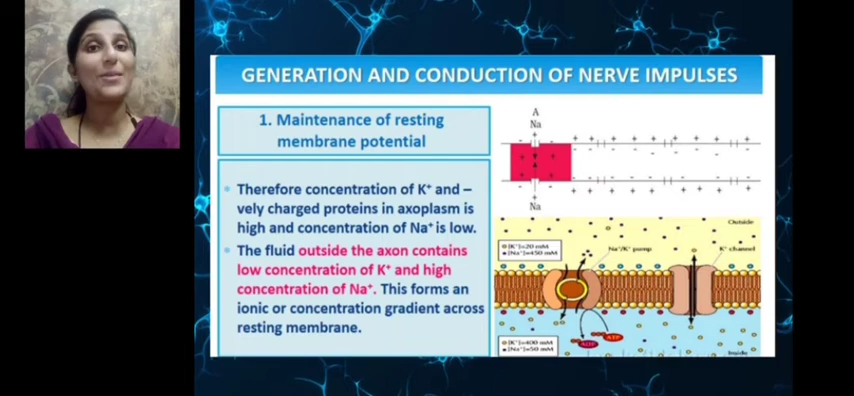 GENERATION AND CONDUCTION OF NERVE IMPULSES
1. Maintenance of resting
membrane potential
• Therefore concentration of K⁺ and –
vely charged proteins in axoplasm is
high and concentration of Na⁺ is low.
• The fluid outside the axon contains
low concentration of K⁺ and high
concentration of Na⁺. This forms an
ionic or concentration gradient across
resting membrane.
A
Na
Na
Outside
[K⁺]=20 mM
[Na⁺]=450 mM
Na⁺/K⁺ pump
K⁺ channel
ADP
ATP
[K⁺]=400 mM
[Na⁺]=50 mM
Inside